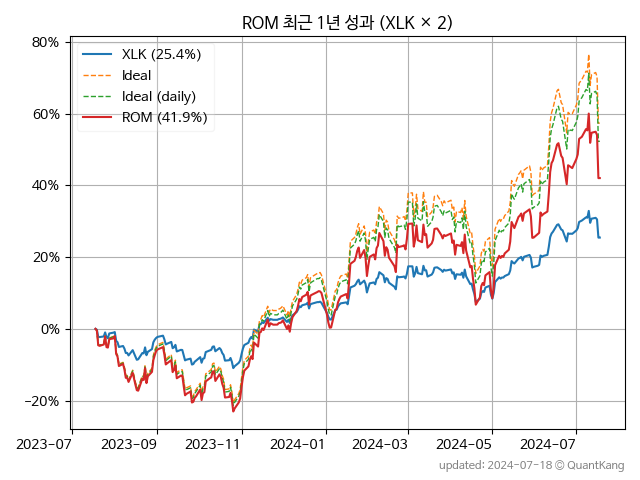 ROM 최근 1년 성과 (XLK × 2)
80%
60%
40%
20%
0%
−20%
XLK (25.4%)
Ideal
Ideal (daily)
ROM (41.9%)
2023-07
2023-09
2023-11
2024-01
2024-03
2024-05
2024-07
updated: 2024-07-18 © QuantKang